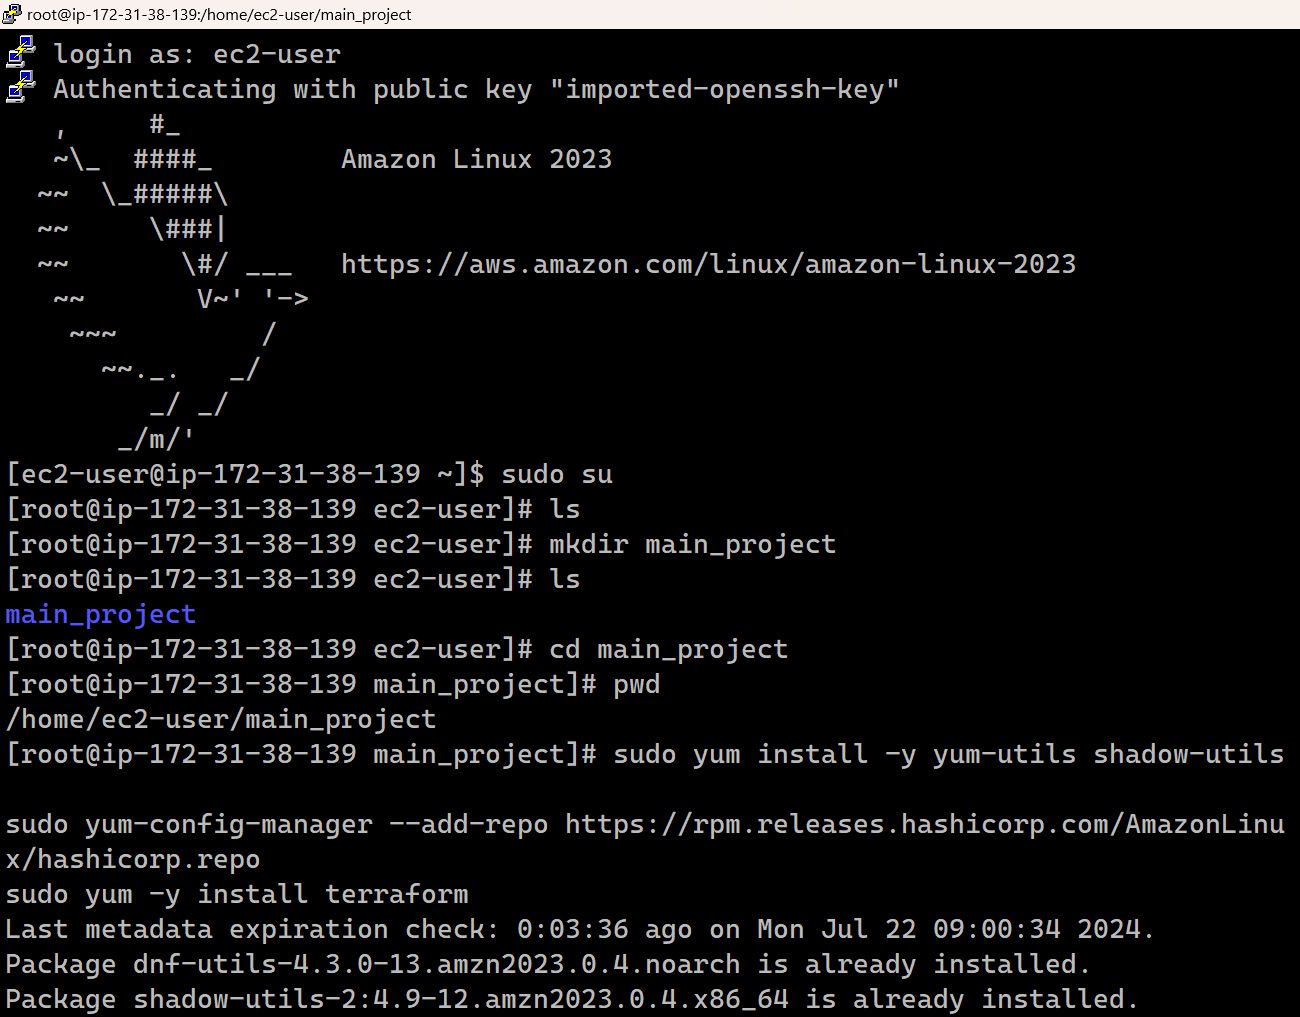 root@ip-172-31-38-139:/home/ec2-user/main_project
login as: ec2-user
Authenticating with public key "imported-openssh-key"
   ,     #_
   ~\_  ####_        Amazon Linux 2023
  ~~  \_#####\
  ~~     \###|
  ~~       \#/ ___   https://aws.amazon.com/linux/amazon-linux-2023
   ~~       V~' '->
    ~~~         /
      ~~._.   _/
         _/ _/
       _/m/'
[ec2-user@ip-172-31-38-139 ~]$ sudo su
[root@ip-172-31-38-139 ec2-user]# ls
[root@ip-172-31-38-139 ec2-user]# mkdir main_project
[root@ip-172-31-38-139 ec2-user]# ls
main_project
[root@ip-172-31-38-139 ec2-user]# cd main_project
[root@ip-172-31-38-139 main_project]# pwd
/home/ec2-user/main_project
[root@ip-172-31-38-139 main_project]# sudo yum install -y yum-utils shadow-utils
sudo yum-config-manager --add-repo https://rpm.releases.hashicorp.com/AmazonLinu
x/hashicorp.repo
sudo yum -y install terraform
Last metadata expiration check: 0:03:36 ago on Mon Jul 22 09:00:34 2024.
Package dnf-utils-4.3.0-13.amzn2023.0.4.noarch is already installed.
Package shadow-utils-2:4.9-12.amzn2023.0.4.x86_64 is already installed.